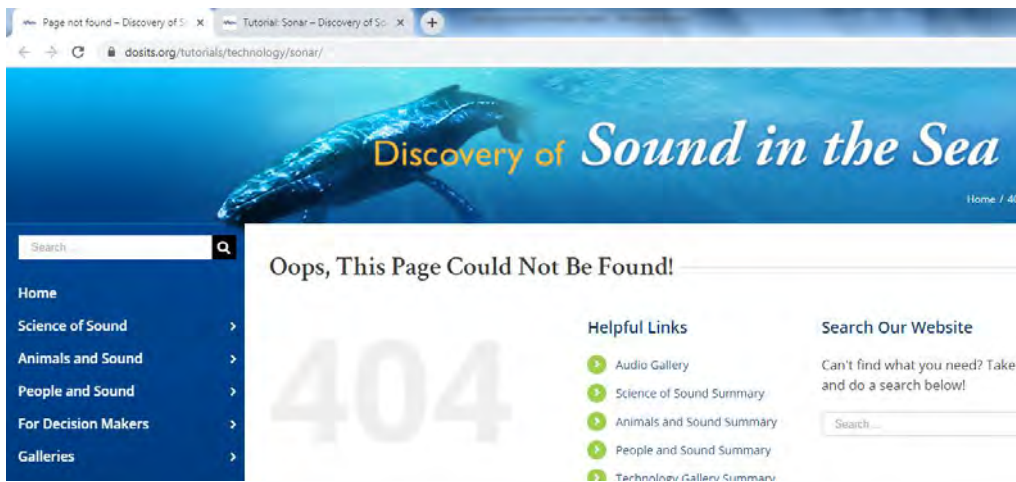 Page not found – Discovery of S
Tutorial: Sonar – Discovery of So
dosits.org/tutorials/technology/sonar/
Discovery of Sound in the Sea
Home / 40
Search ...
Oops, This Page Could Not Be Found!
Home
Science of Sound
Animals and Sound
People and Sound
For Decision Makers
Galleries
404
Helpful Links
Audio Gallery
Science of Sound Summary
Animals and Sound Summary
People and Sound Summary
Technology Gallery Summary
Search Our Website
Can't find what you need? Take
and do a search below!
Search ...